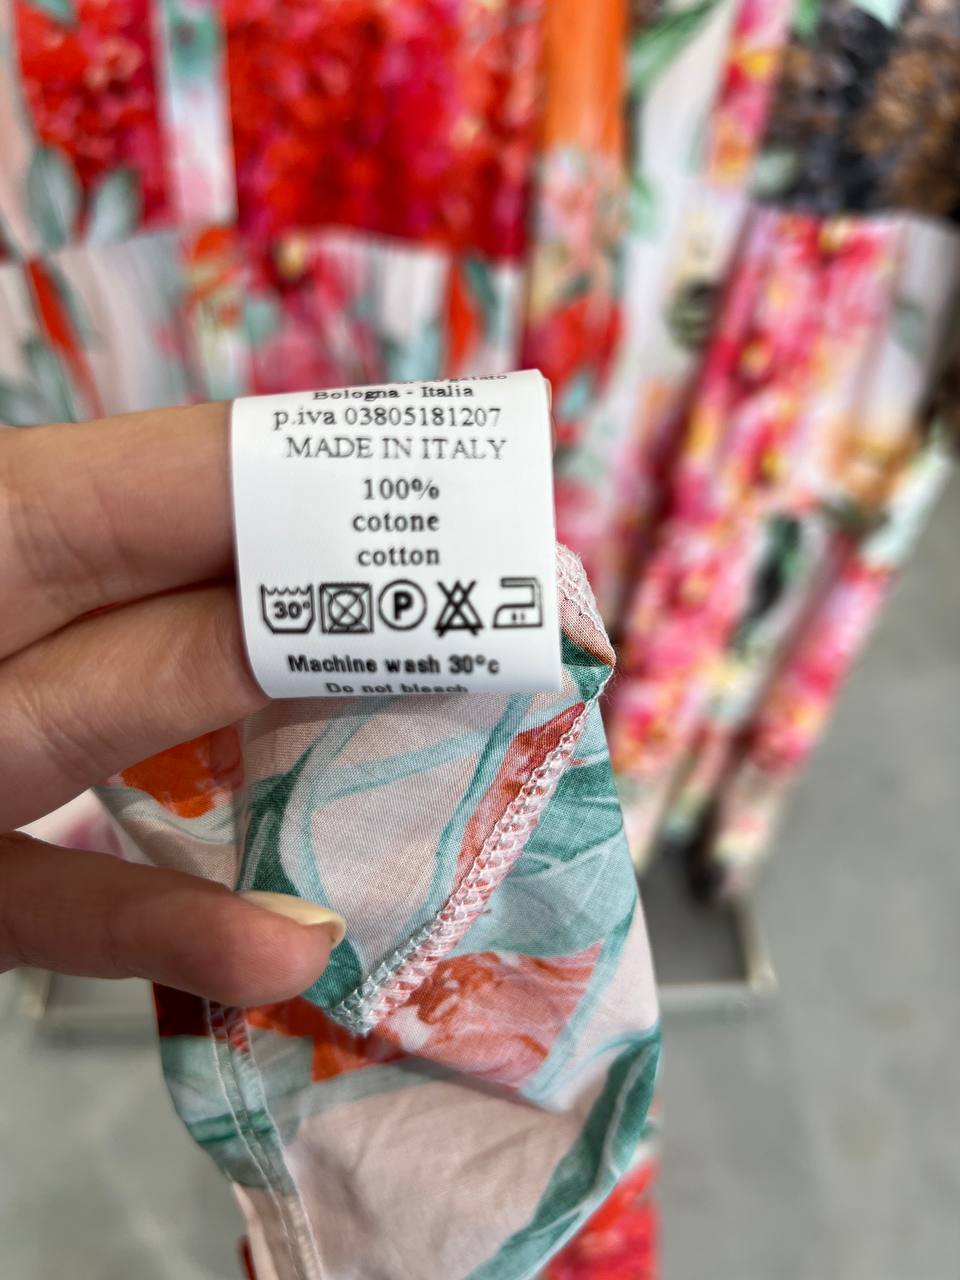 Bologna - Italia
p.iva 03805181207
MADE IN ITALY
100%
cotone
cotton
30° P
Machine wash 30°c
Do not bleach